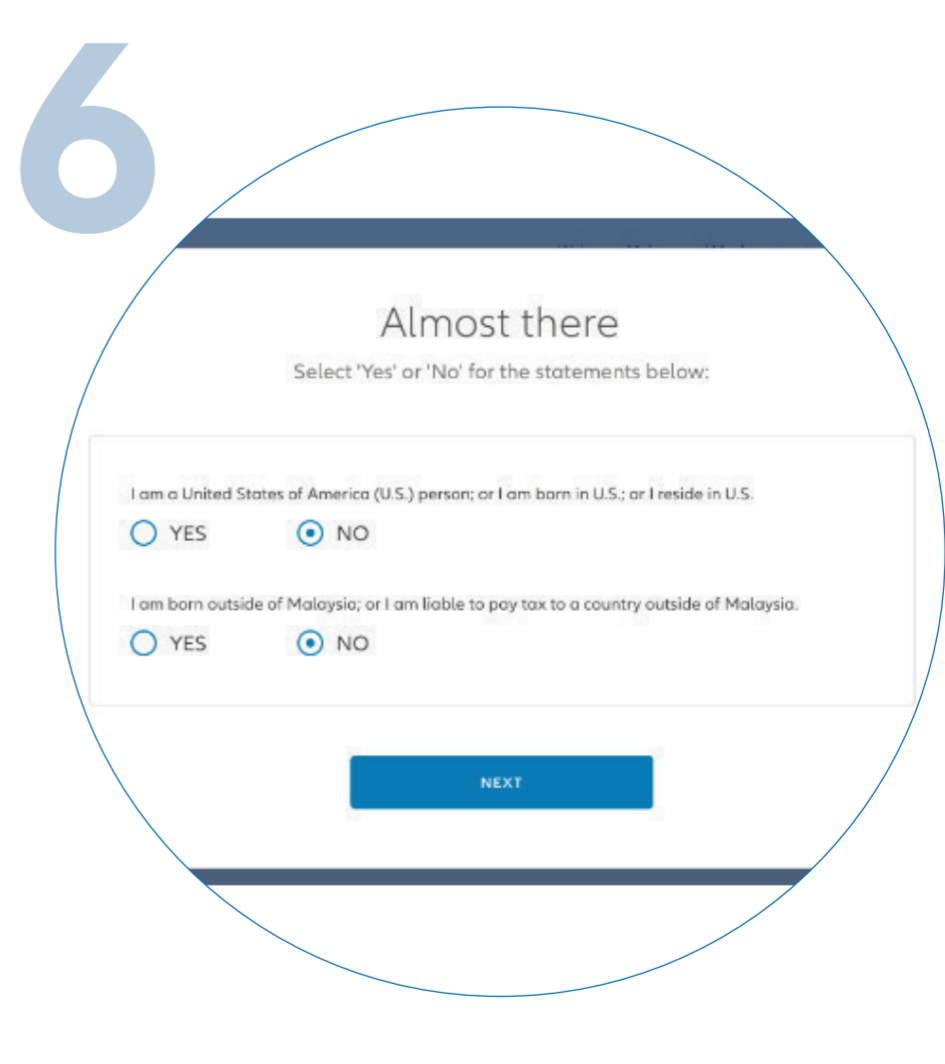 6
Almost there
Select 'Yes' or 'No' for the statements below:
I am a United States of America (U.S.) person; or I am born in U.S.; or I reside in U.S.
YES NO
I am born outside of Malaysia; or I am liable to pay tax to a country outside of Malaysia.
YES NO
NEXT